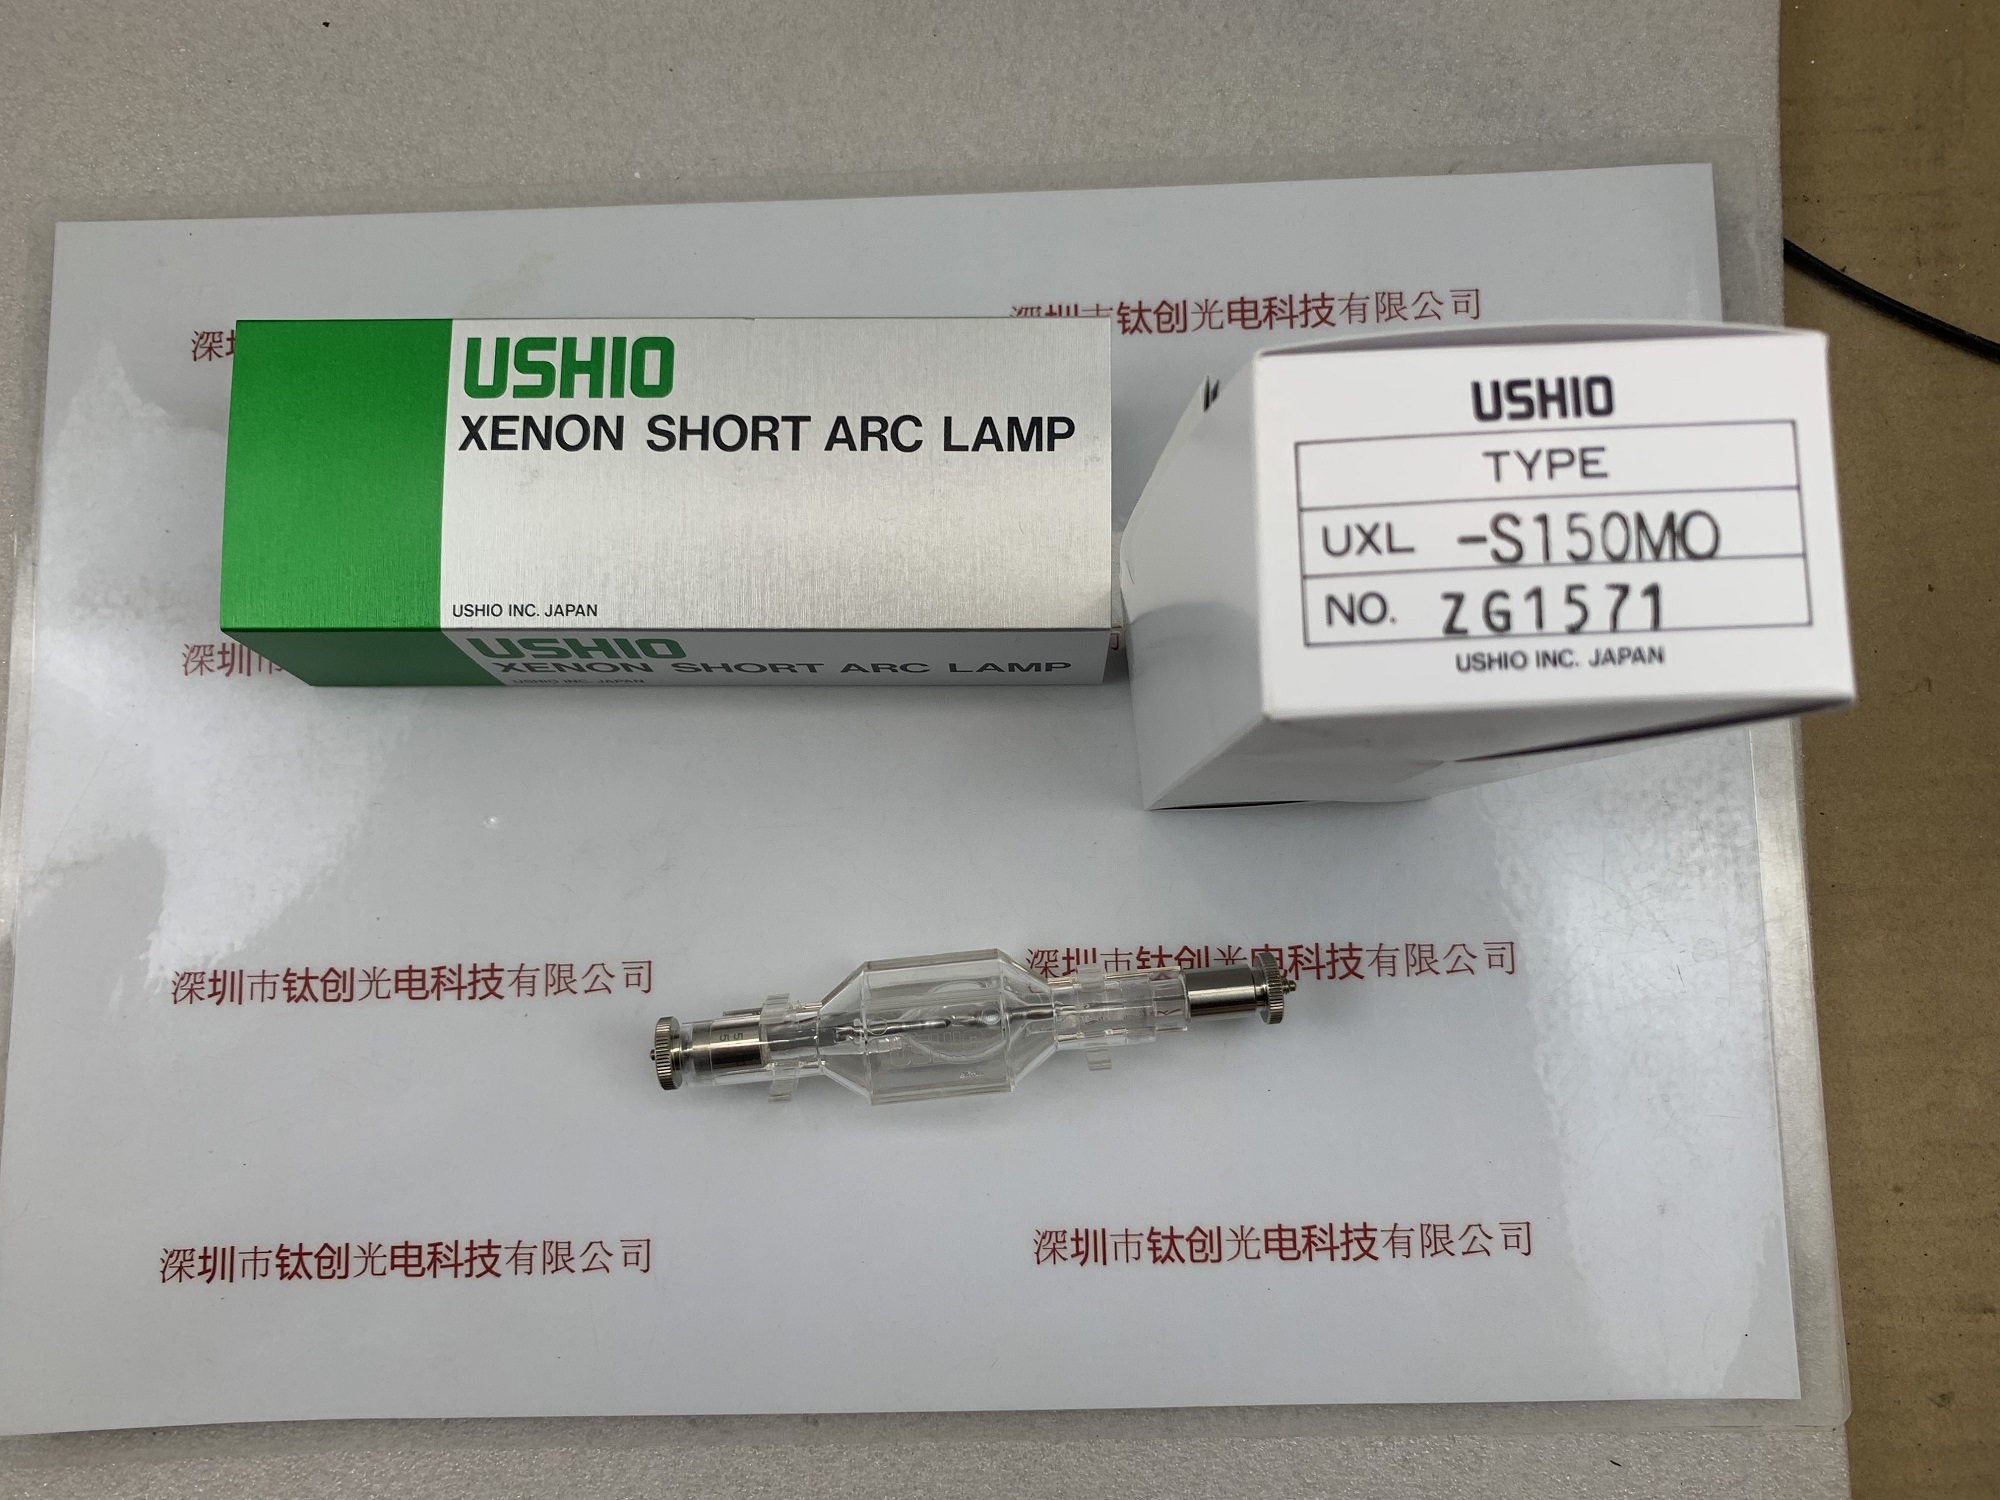 深圳市钛创光电科技有限公司
USHIO
XENON SHORT ARC LAMP
USHIO INC. JAPAN
USHIO
XENON SHORT ARC LAMP
USHIO INC. JAPAN
USHIO
TYPE
UXL -S150MO
NO. ZG1571
USHIO INC. JAPAN
深圳市
深圳市钛创光电科技有限公司
深圳市钛创光电科技有限公司
深圳市钛创光电科技有限公司
深圳市钛创光电科技有限公司